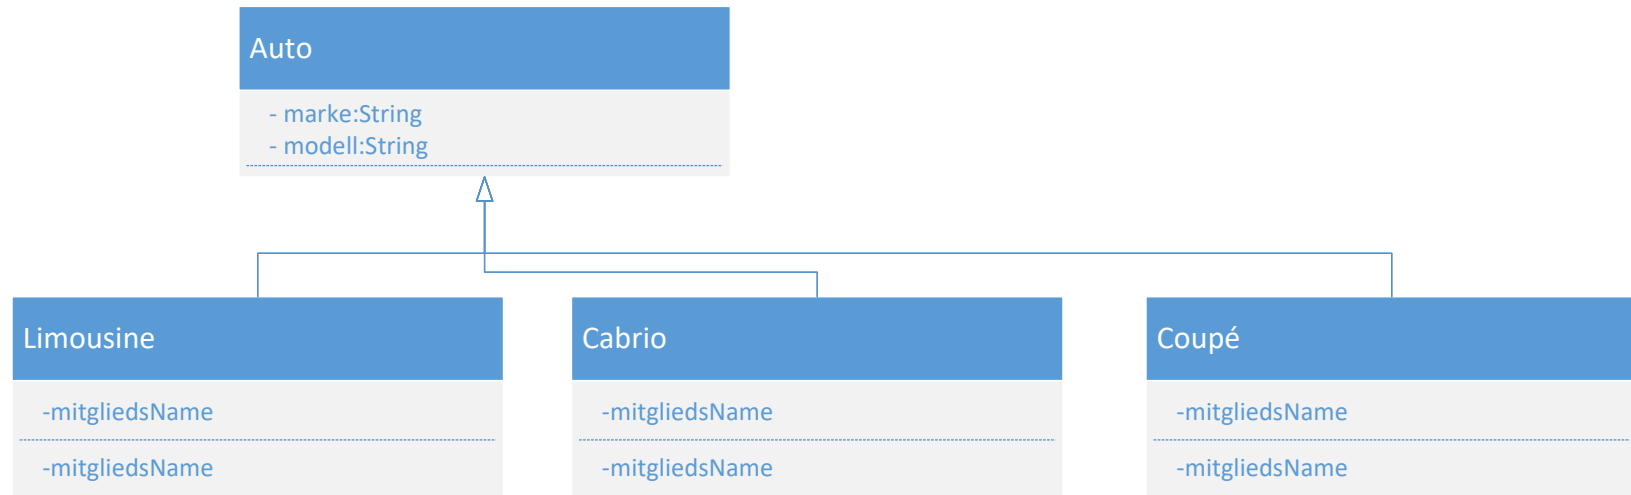 Auto
- marke:String
- modell:String
Limousine
-mitgliedsName
-mitgliedsName
Cabrio
-mitgliedsName
-mitgliedsName
Coupé
-mitgliedsName
-mitgliedsName